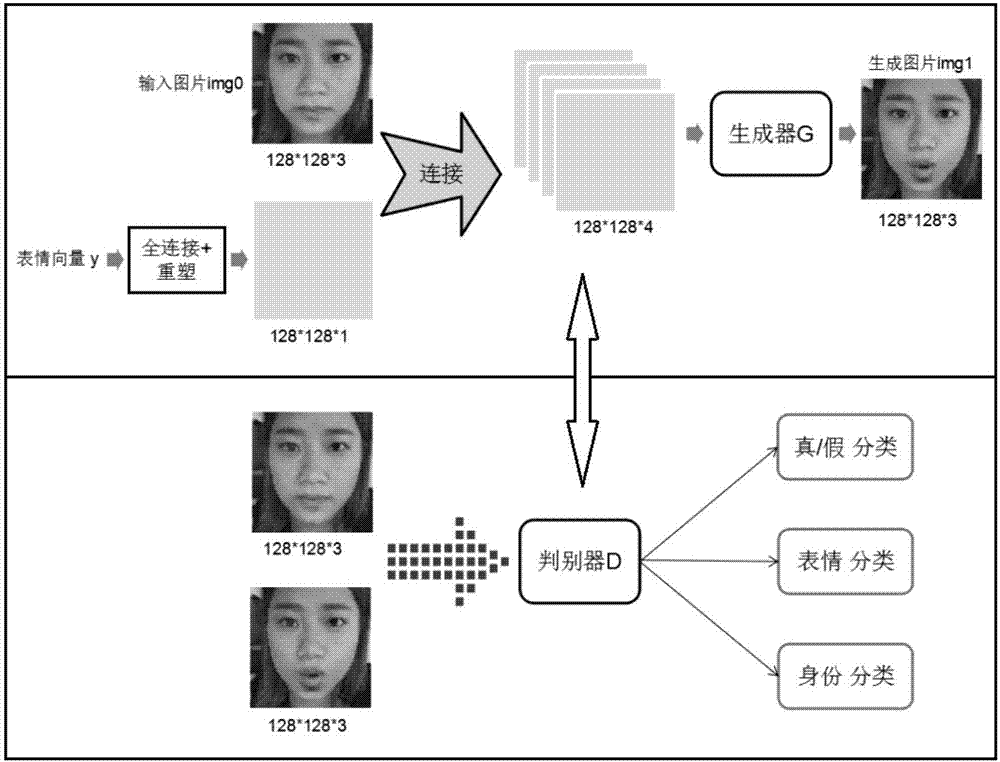 输入图片img0
128*128*3
表情向量 y
全连接+
重塑
128*128*1
连接
128*128*4
生成器G
生成图片img1
128*128*3
128*128*3
128*128*3
判别器D
真/假 分类
表情 分类
身份 分类